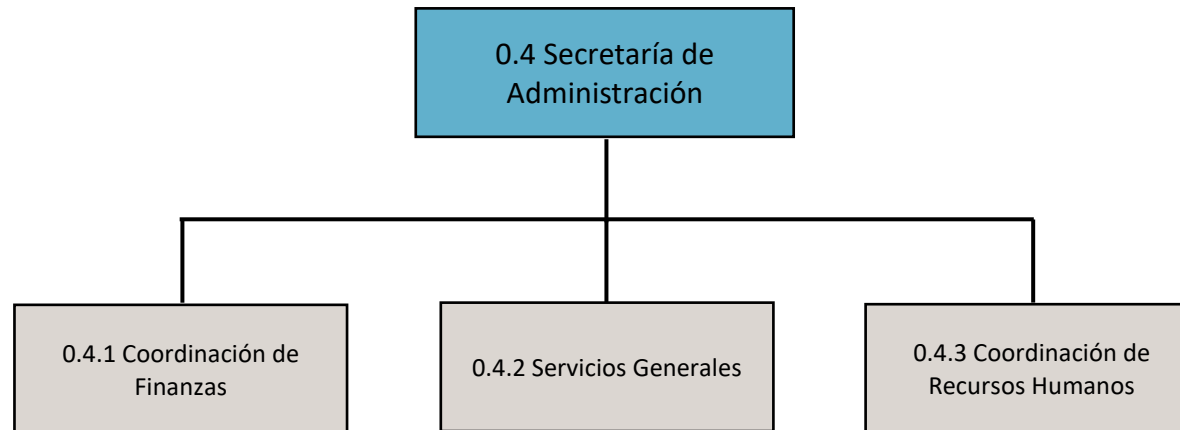 0.4 Secretaría de
Administración
0.4.1 Coordinación de
Finanzas
0.4.2 Servicios Generales
0.4.3 Coordinación de
Recursos Humanos